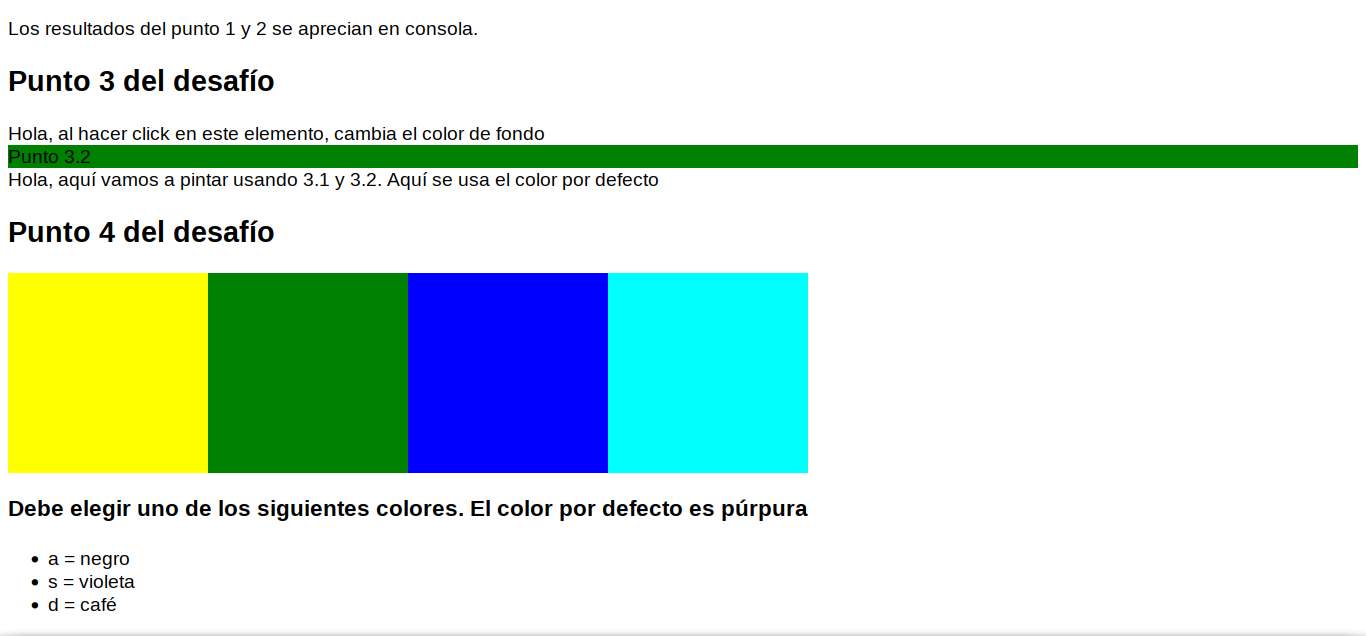 Los resultados del punto 1 y 2 se aprecian en consola.
Punto 3 del desafío
Hola, al hacer click en este elemento, cambia el color de fondo
Punto 3.2
Hola, aquí vamos a pintar usando 3.1 y 3.2. Aquí se usa el color por defecto
Punto 4 del desafío
Debe elegir uno de los siguientes colores. El color por defecto es púrpura
• a = negro
• s = violeta
• d = café